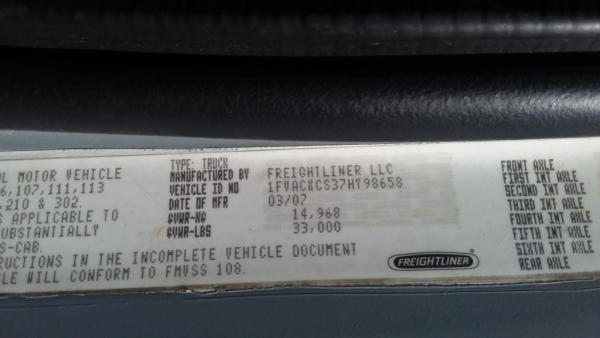 TYPE: TRUCK
MANUFACTURED BY FREIGHTLINER LLC
VEHICLE ID NO 1FVACXCS37HY98658
DATE OF MFR 03/07
GVWR-KG 14,968
GVWR-LBS 33,000
OL MOTOR VEHICLE
6,107,111,113
,210 & 302.
S APPLICABLE TO
UBSTANTIALLY
S-CAB.
RUCTIONS IN THE INCOMPLETE VEHICLE DOCUMENT
LE WILL CONFORM TO FMVSS 108.
FREIGHTLINER
FRONT AXLE
FIRST INT AXLE
SECOND INT AXLE
THIRD INT AXLE
FOURTH INT AXLE
FIFTH INT AXLE
SIXTH INT AXLE
REAR AXLE